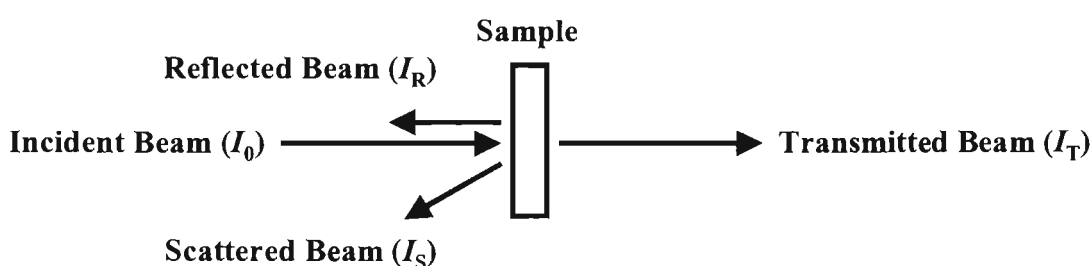 Sample
Reflected Beam (I_R)
Incident Beam (I_0)
Transmitted Beam (I_T)
Scattered Beam (I_S)